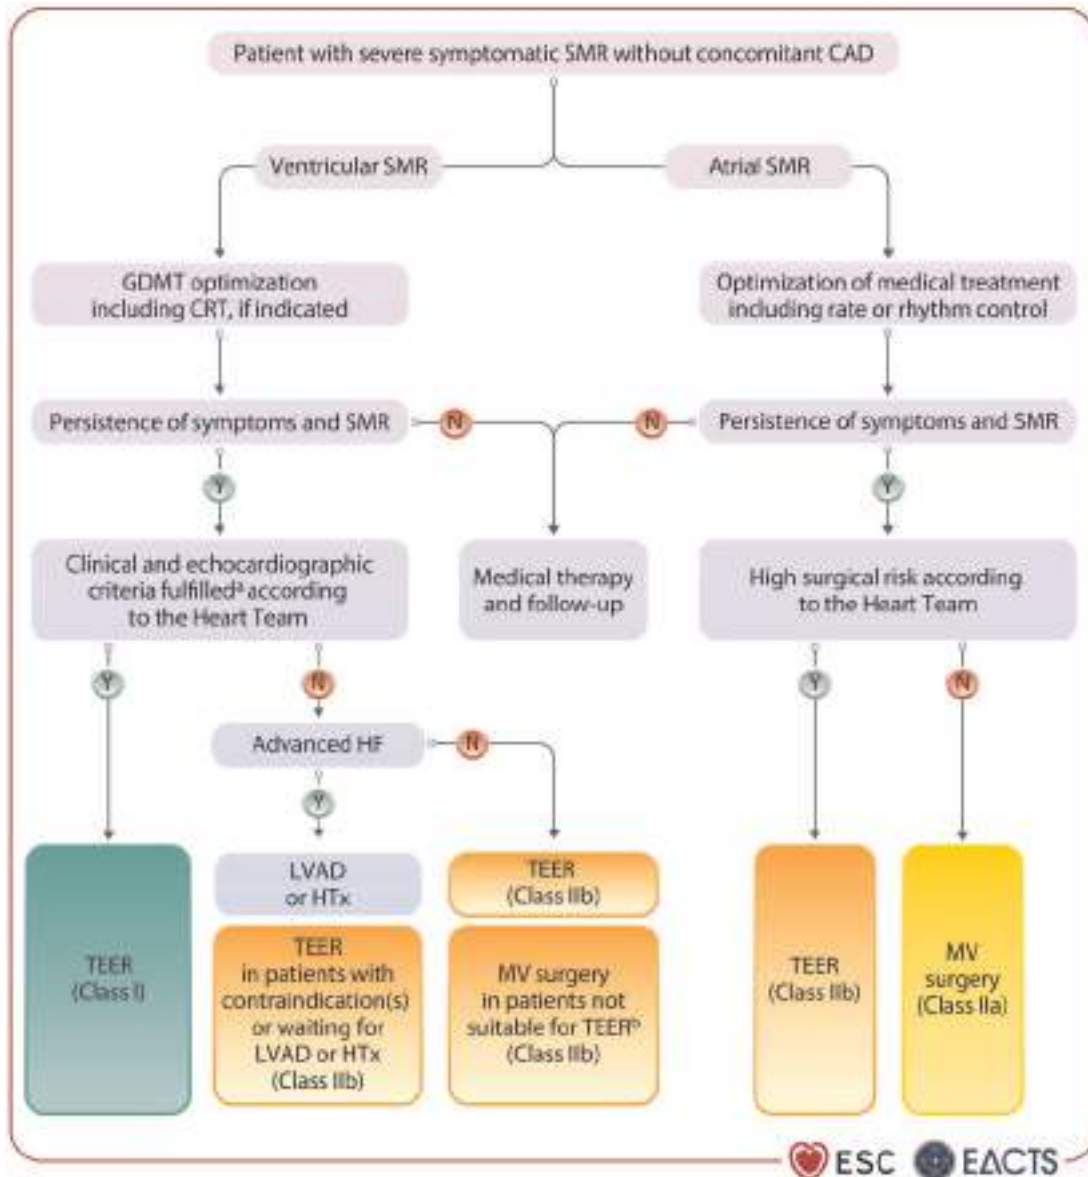 Patient with severe symptomatic SMR without concomitant CAD
Ventricular SMR
Atrial SMR
GDMT optimization
including CRT, if indicated
Optimization of medical treatment
including rate or rhythm control
Persistence of symptoms and SMR
N
N
Persistence of symptoms and SMR
Y
Y
Clinical and echocardiographic
criteria fulfilledᵃ according
to the Heart Team
Medical therapy
and follow-up
High surgical risk according
to the Heart Team
Y
N
Y
N
Advanced HF
N
Y
TEER
(Class I)
LVAD
or HTx
TEER
in patients with
contraindication(s)
or waiting for
LVAD or HTx
(Class IIb)
TEER
(Class IIb)
MV surgery
in patients not
suitable for TEERᵇ
(Class IIb)
TEER
(Class IIb)
MV
surgery
(Class IIa)
ESC
EACTS